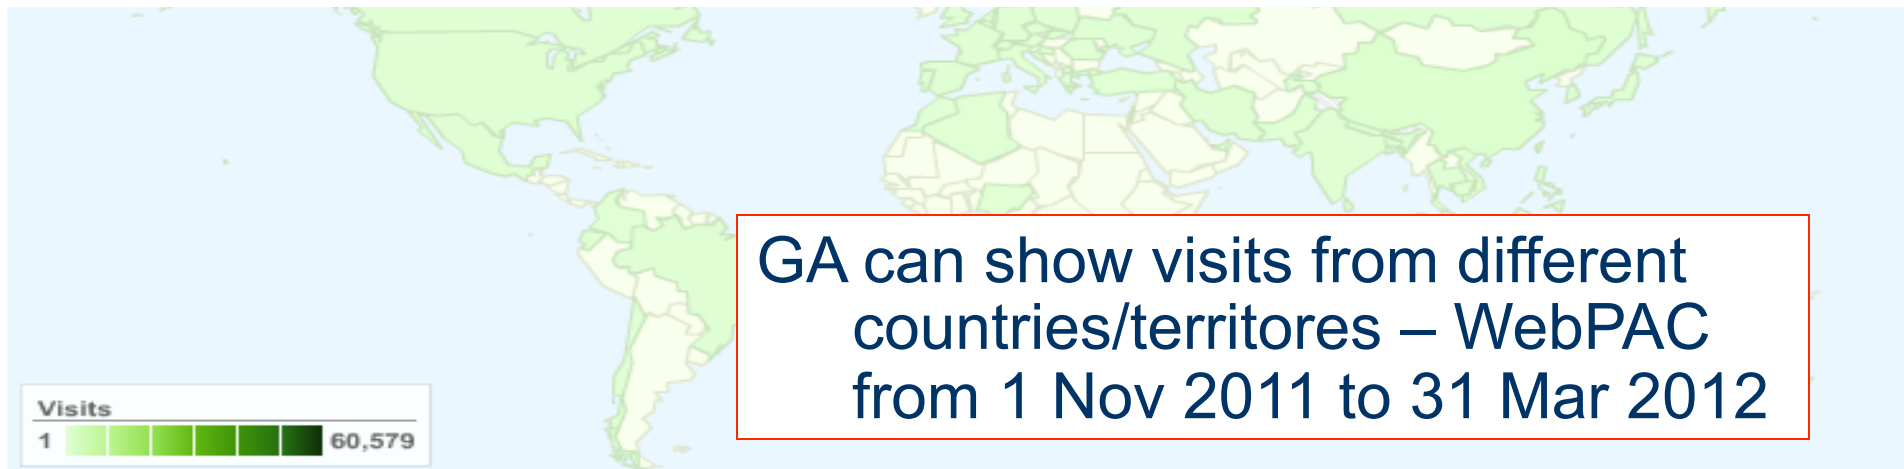 GA can show visits from different
countries/territores – WebPAC
from 1 Nov 2011 to 31 Mar 2012
Visits
1 60,579